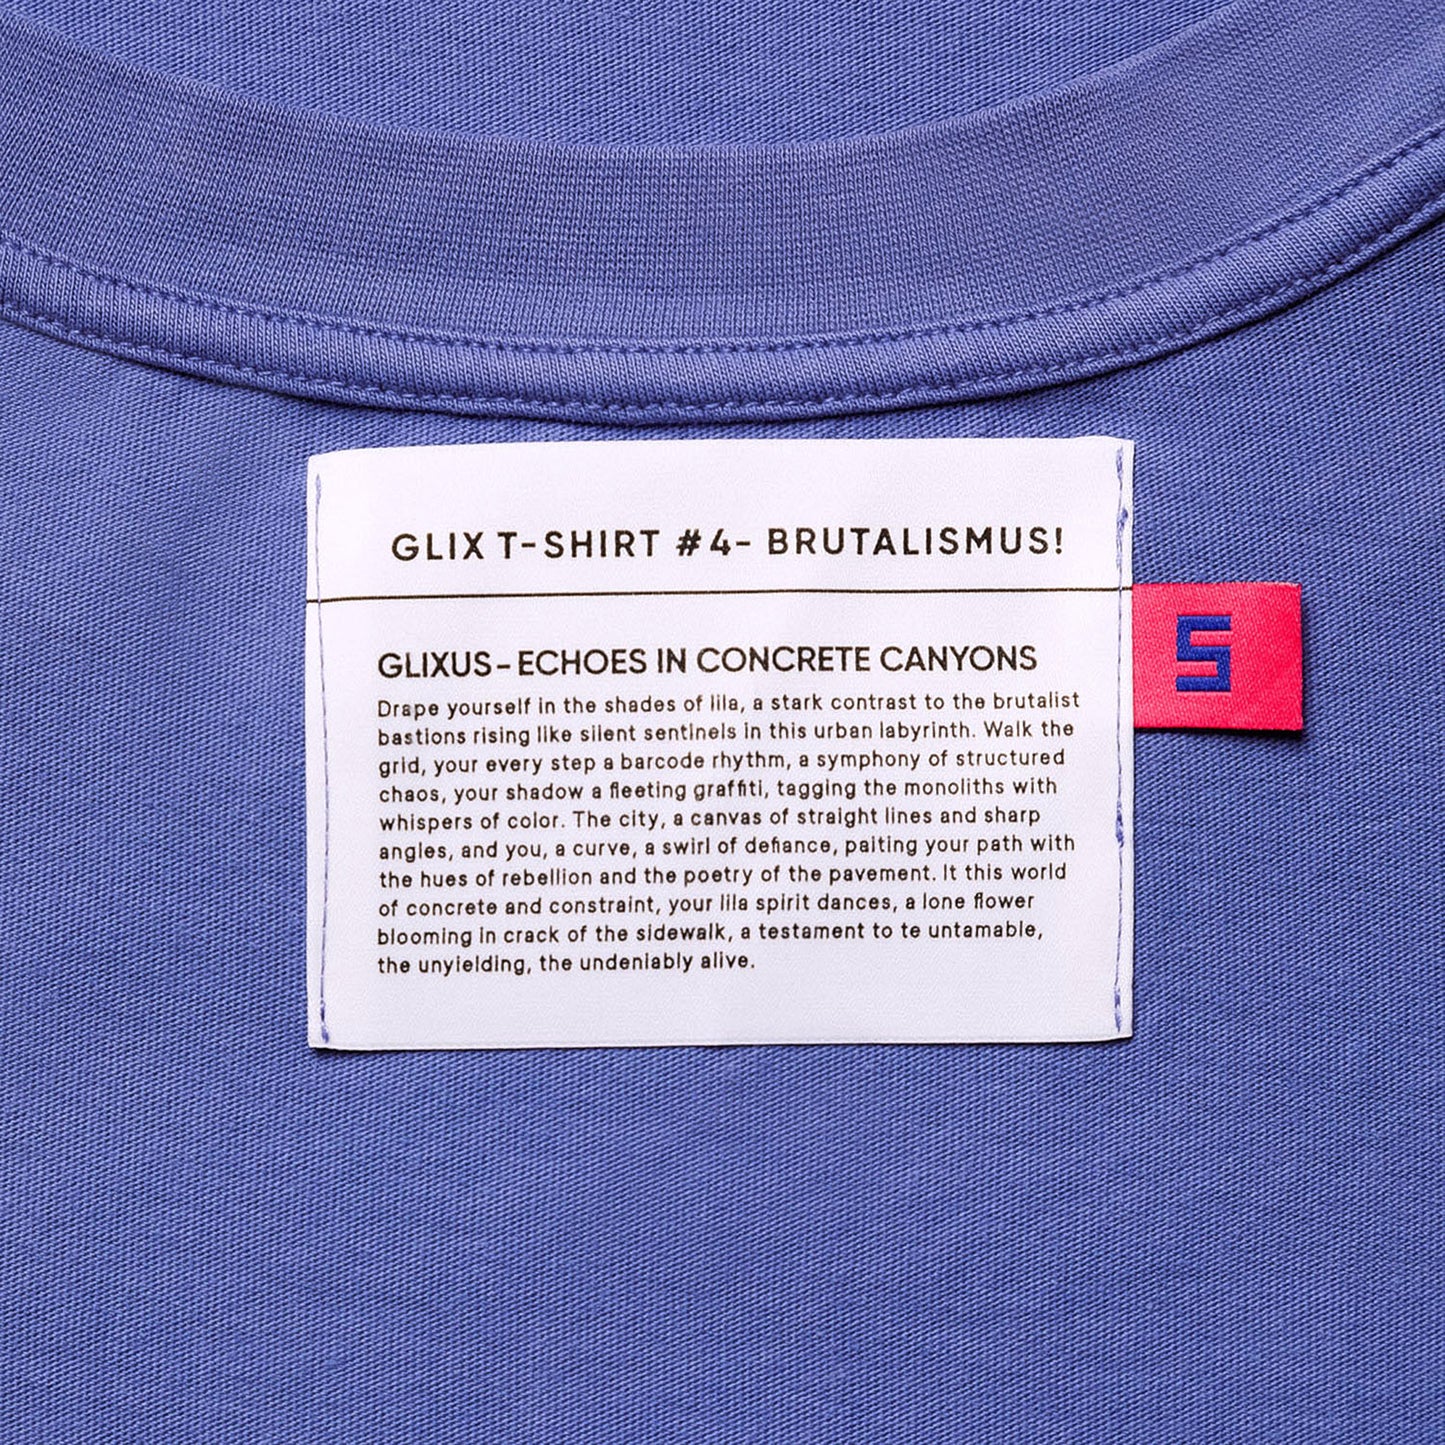 GLIX T-SHIRT #4- BRUTALISMUS!
GLIXUS – ECHOES IN CONCRETE CANYONS
Drape yourself in the shades of lila, a stark contrast to the brutalist
bastions rising like silent sentinels in this urban labyrinth. Walk the
grid, your every step a barcode rhythm, a symphony of structured
chaos, your shadow a fleeting graffiti, tagging the monoliths with
whispers of color. The city, a canvas of straight lines and sharp
angles, and you, a curve, a swirl of defiance, paiting your path with
the hues of rebellion and the poetry of the pavement. It this world
of concrete and constraint, your lila spirit dances, a lone flower
blooming in crack of the sidewalk, a testament to te untamable,
the unyielding, the undeniably alive.
S